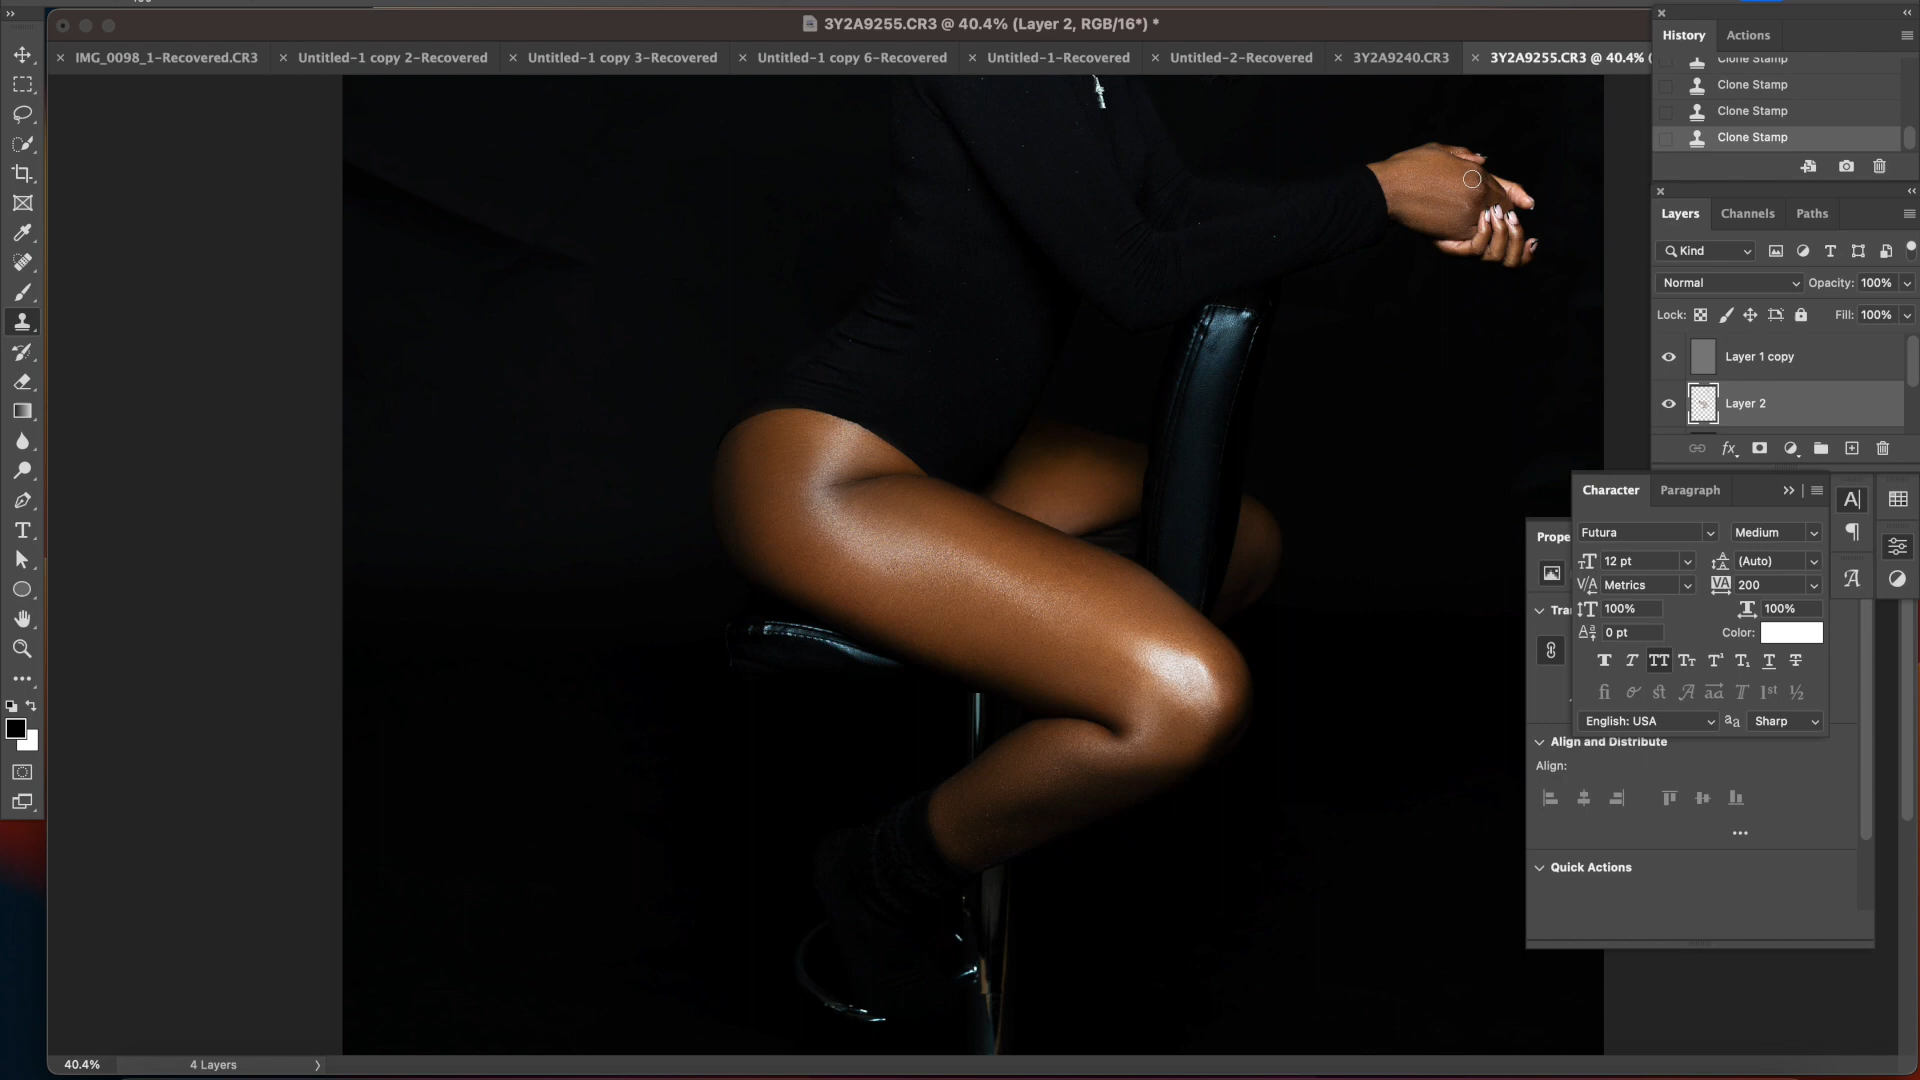 3Y2A9255.CR3 @ 40.4% (Layer 2, RGB/16*) *
IMG_0098_1-Recovered.CR3
Untitled-1 copy 2-Recovered
Untitled-1 copy 3-Recovered
Untitled-1 copy 6-Recovered
Untitled-1-Recovered
Untitled-2-Recovered
3Y2A9240.CR3
3Y2A9255.CR3 @ 40.4% (
History
Actions
Clone Stamp
Clone Stamp
Clone Stamp
Clone Stamp
Layers
Channels
Paths
Kind
Normal
Opacity: 100%
Lock:
Fill: 100%
Layer 1 copy
Layer 2
fx
Character
Paragraph
Futura
Medium
12 pt
(Auto)
Metrics
200
100%
100%
0 pt
Color:
English: USA
Sharp
Prope
Tra
Align and Distribute
Align:
Quick Actions
40.4%
4 Layers